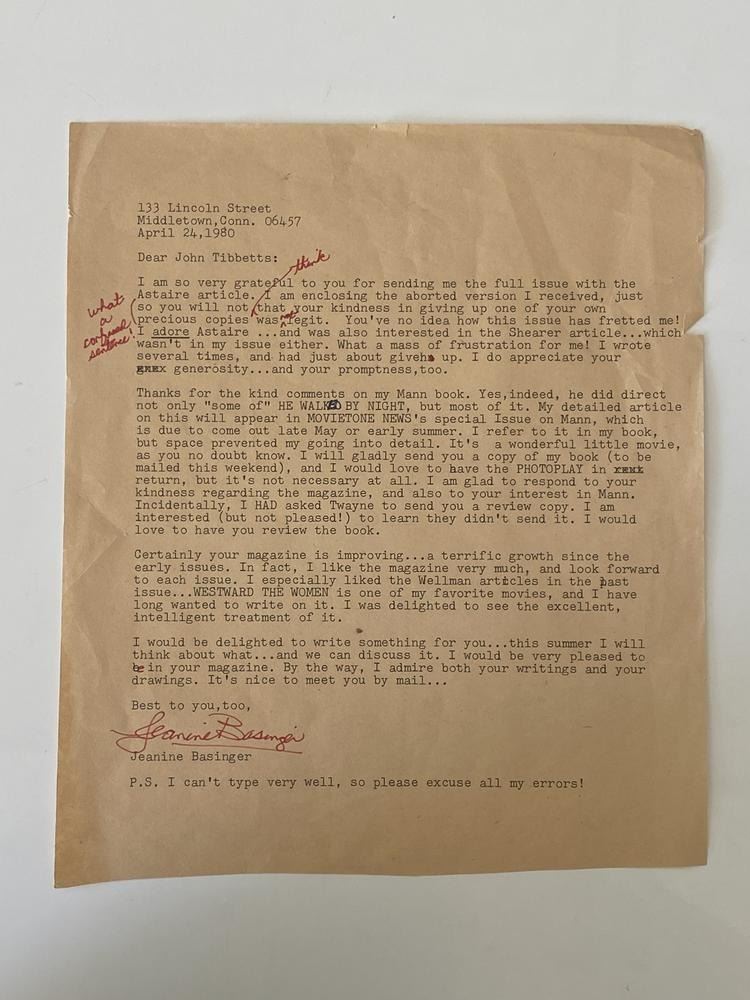 133 Lincoln Street
Middletown,Conn. 06457
April 24,1980
Dear John Tibbetts:
think
I am so very grateful to you for sending me the full issue with the
Astaire article. I am enclosing the aborted version I received, just
so you will not that your kindness in giving up one of your own
not
precious copies was legit. You've no idea how this issue has fretted me!
what
a
confused
sentence!
I adore Astaire ...and was also interested in the Shearer article...which
wasn't in my issue either. What a mass of frustration for me! I wrote
several times, and had just about given up. I do appreciate your
generosity...and your promptness,too.
Thanks for the kind comments on my Mann book. Yes,indeed, he did direct
not only "some of" HE WALKED BY NIGHT, but most of it. My detailed article
on this will appear in MOVIETONE NEWS's special Issue on Mann, which
is due to come out late May or early summer. I refer to it in my book,
but space prevented my going into detail. It's a wonderful little movie,
as you no doubt know. I will gladly send you a copy of my book (to be
mailed this weekend), and I would love to have the PHOTOPLAY in
return, but it's not necessary at all. I am glad to respond to your
kindness regarding the magazine, and also to your interest in Mann.
Incidentally, I HAD asked Twayne to send you a review copy. I am
interested (but not pleased!) to learn they didn't send it. I would
love to have you review the book.
Certainly your magazine is improving...a terrific growth since the
early issues. In fact, I like the magazine very much, and look forward
to each issue. I especially liked the Wellman articles in the past
issue...WESTWARD THE WOMEN is one of my favorite movies, and I have
long wanted to write on it. I was delighted to see the excellent,
intelligent treatment of it.
I would be delighted to write something for you...this summer I will
think about what...and we can discuss it. I would be very pleased to
be in your magazine. By the way, I admire both your writings and your
drawings. It's nice to meet you by mail...
Best to you,too,
Jeanine Basinger
Jeanine Basinger
P.S. I can't type very well, so please excuse all my errors!